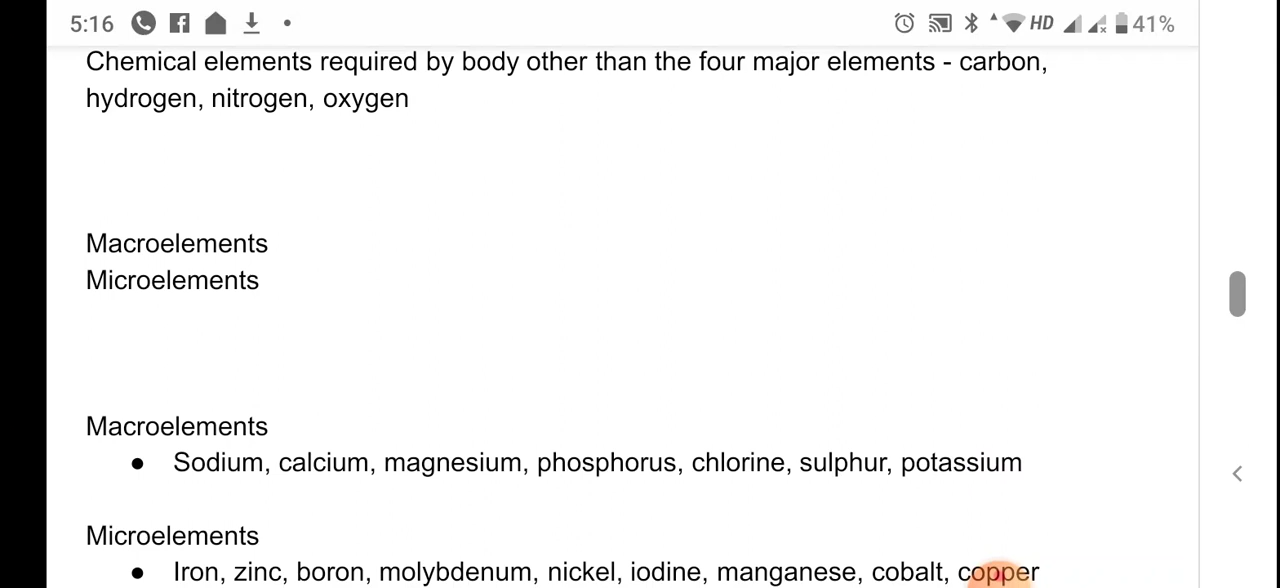 5:16 HD 41%
Chemical elements required by body other than the four major elements - carbon,
hydrogen, nitrogen, oxygen
Macroelements
Microelements
Macroelements
● Sodium, calcium, magnesium, phosphorus, chlorine, sulphur, potassium
Microelements
● Iron, zinc, boron, molybdenum, nickel, iodine, manganese, cobalt, copper